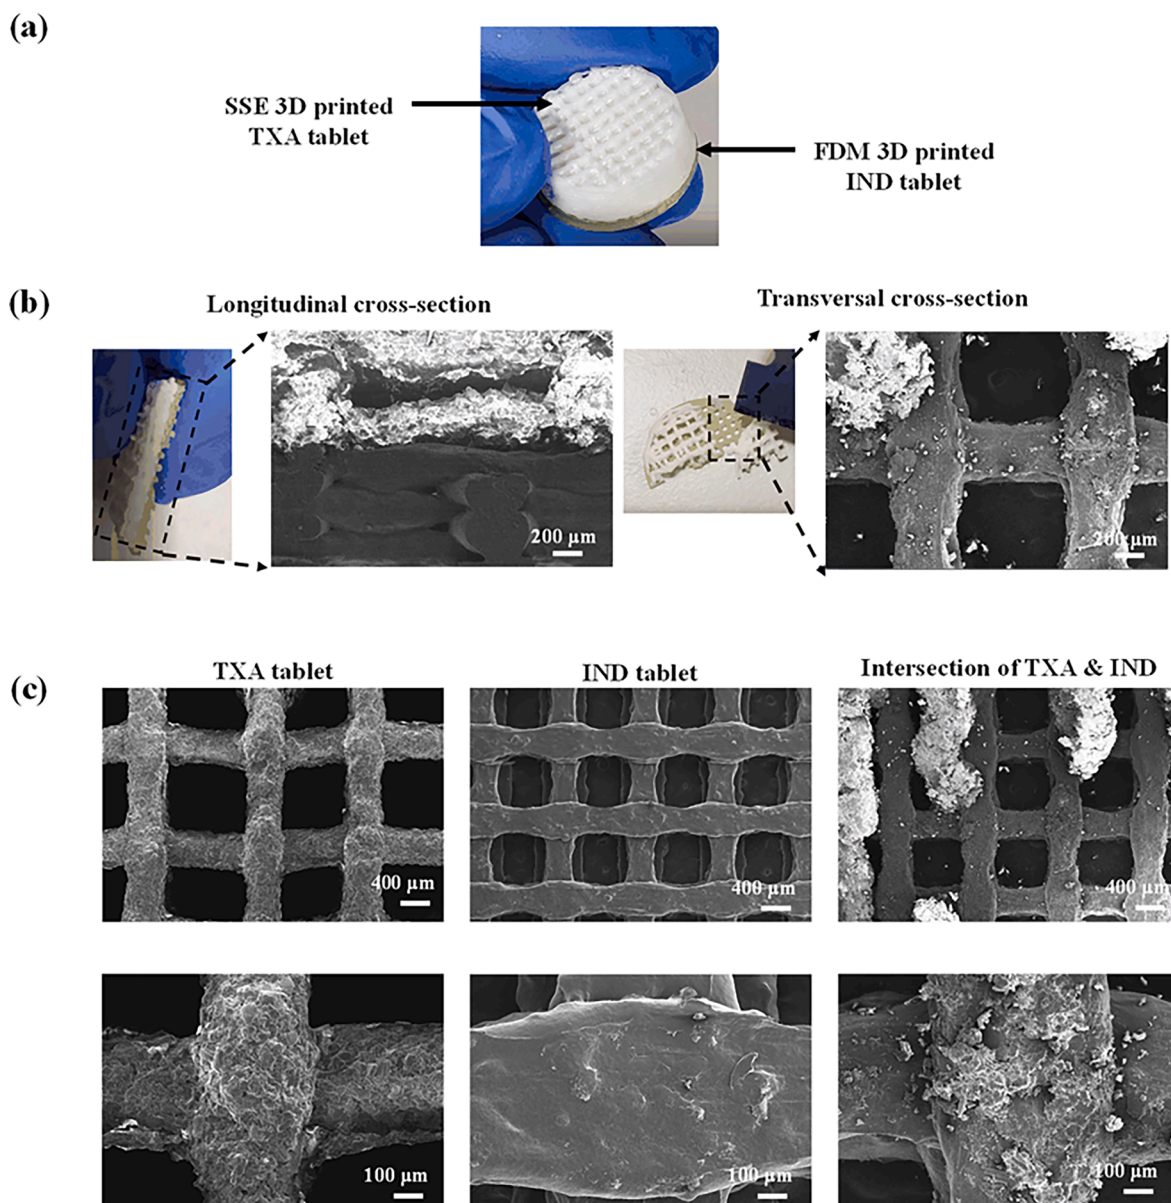 (a)
SSE 3D printed
TXA tablet
FDM 3D printed
IND tablet
(b)
Longitudinal cross-section
Transversal cross-section
200 µm
200 µm
(c)
TXA tablet
IND tablet
Intersection of TXA & IND
400 µm
400 µm
400 µm
100 µm
100 µm
100 µm